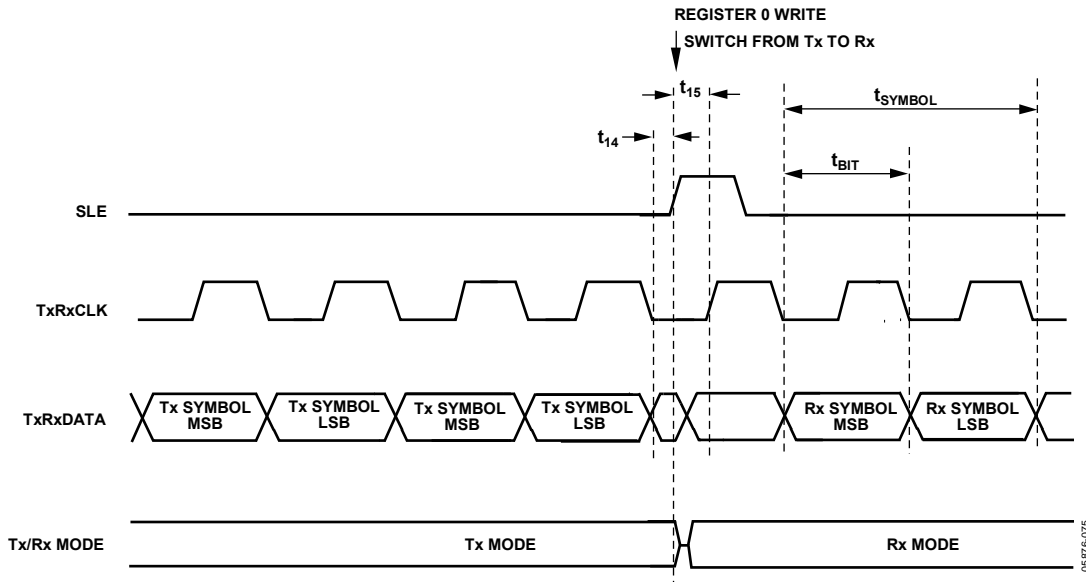 REGISTER 0 WRITE
SWITCH FROM Tx TO Rx
t15
tSYMBOL
t14
tBIT
SLE
TxRxCLK
TxRxDATA
Tx SYMBOL
MSB
Tx SYMBOL
LSB
Tx SYMBOL
MSB
Tx SYMBOL
LSB
Rx SYMBOL
MSB
Rx SYMBOL
LSB
Tx/Rx MODE
Tx MODE
Rx MODE
05876-075